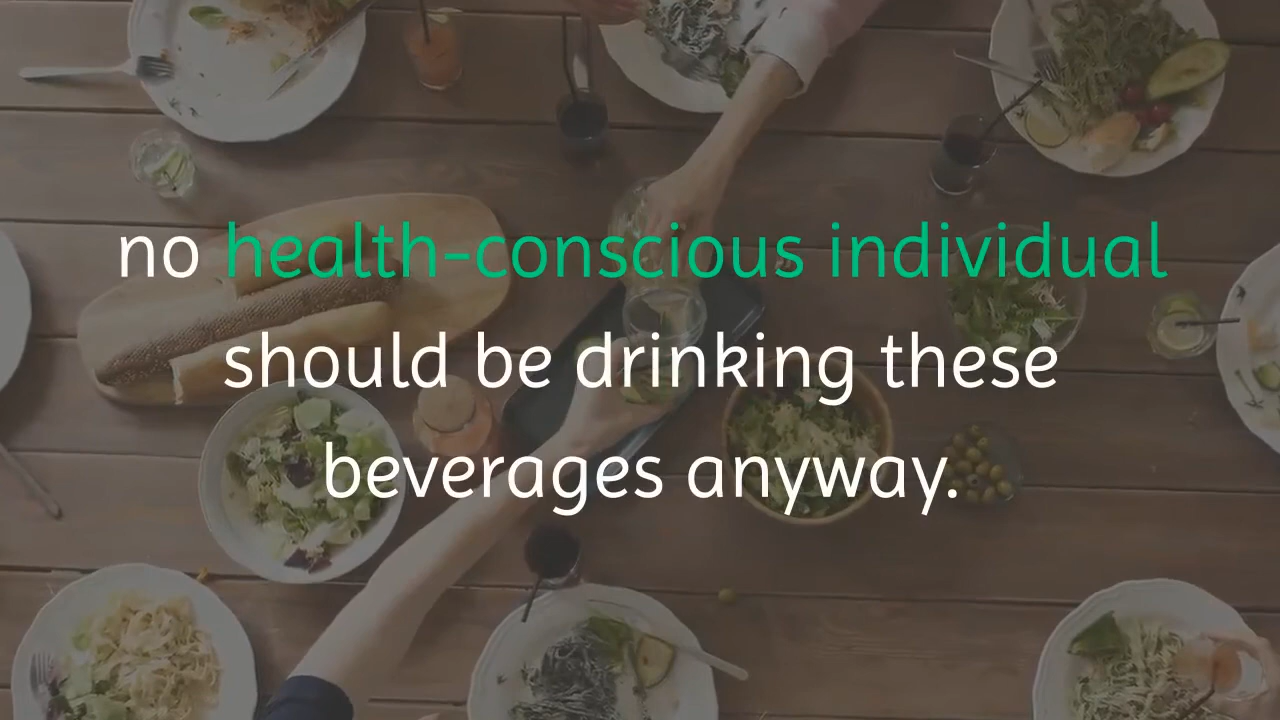 no health-conscious individual
should be drinking these
beverages anyway.